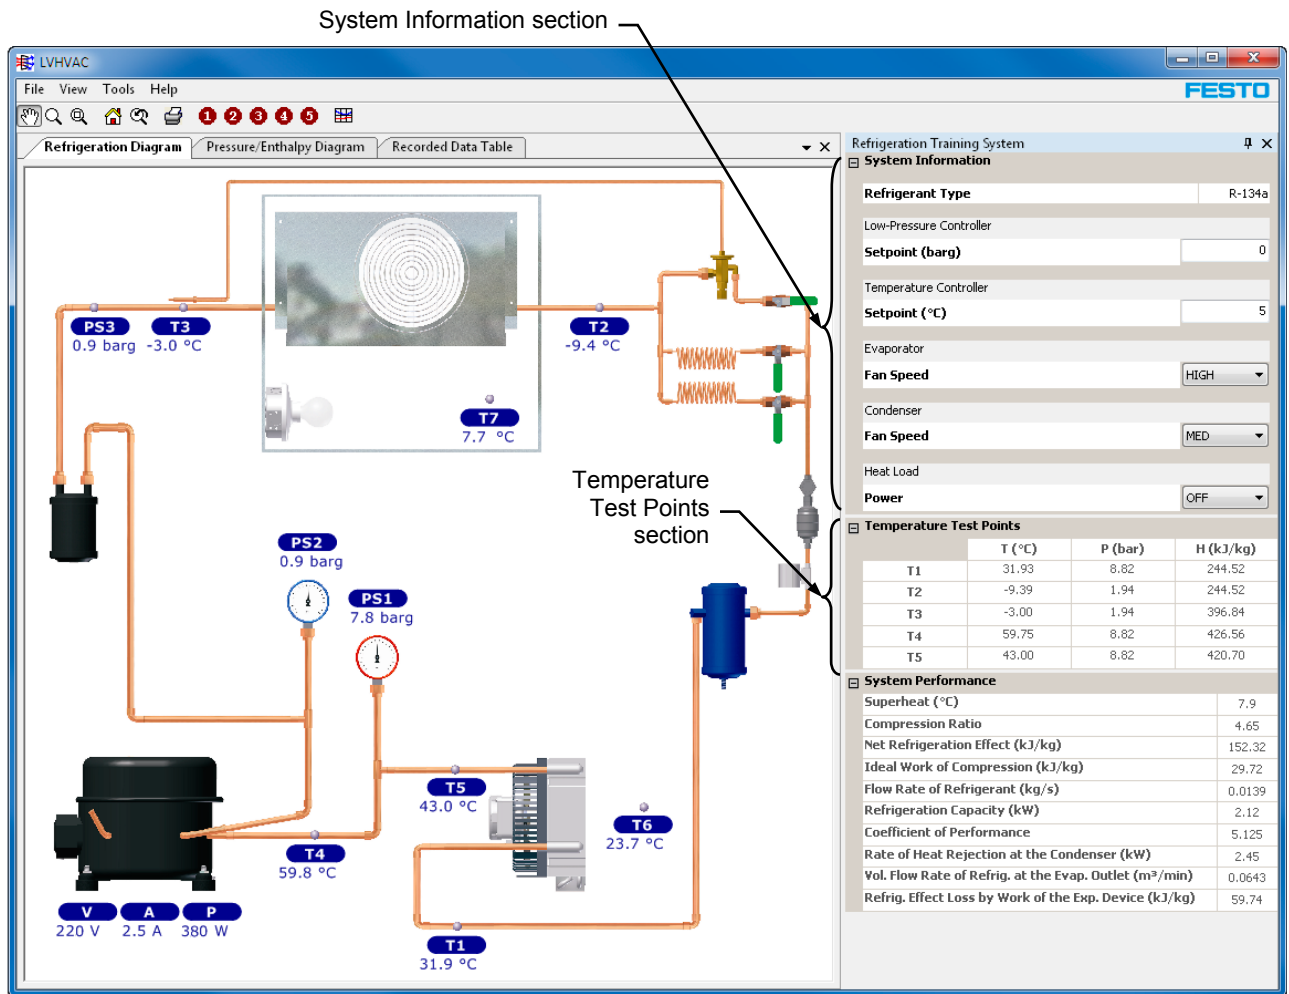 System Information section
LVHVAC
File View Tools Help
FESTO
1 2 3 4 5
Refrigeration Diagram Pressure/Enthalpy Diagram Recorded Data Table
PS3
0.9 barg
T3
-3.0 °C
T2
-9.4 °C
T7
7.7 °C
Temperature
Test Points
section
PS2
0.9 barg
PS1
7.8 barg
T5
43.0 °C
T6
23.7 °C
T4
59.8 °C
V A P
220 V 2.5 A 380 W
T1
31.9 °C
Refrigeration Training System
System Information
Refrigerant Type R-134a
Low-Pressure Controller
Setpoint (barg) 0
Temperature Controller
Setpoint (°C) 5
Evaporator
Fan Speed HIGH
Condenser
Fan Speed MED
Heat Load
Power OFF
Temperature Test Points
T (°C) P (bar) H (kJ/kg)
T1 31.93 8.82 244.52
T2 -9.39 1.94 244.52
T3 -3.00 1.94 396.84
T4 59.75 8.82 426.56
T5 43.00 8.82 420.70
System Performance
Superheat (°C) 7.9
Compression Ratio 4.65
Net Refrigeration Effect (kJ/kg) 152.32
Ideal Work of Compression (kJ/kg) 29.72
Flow Rate of Refrigerant (kg/s) 0.0139
Refrigeration Capacity (kW) 2.12
Coefficient of Performance 5.125
Rate of Heat Rejection at the Condenser (kW) 2.45
Vol. Flow Rate of Refrig. at the Evap. Outlet (m³/min) 0.0643
Refrig. Effect Loss by Work of the Exp. Device (kJ/kg) 59.74